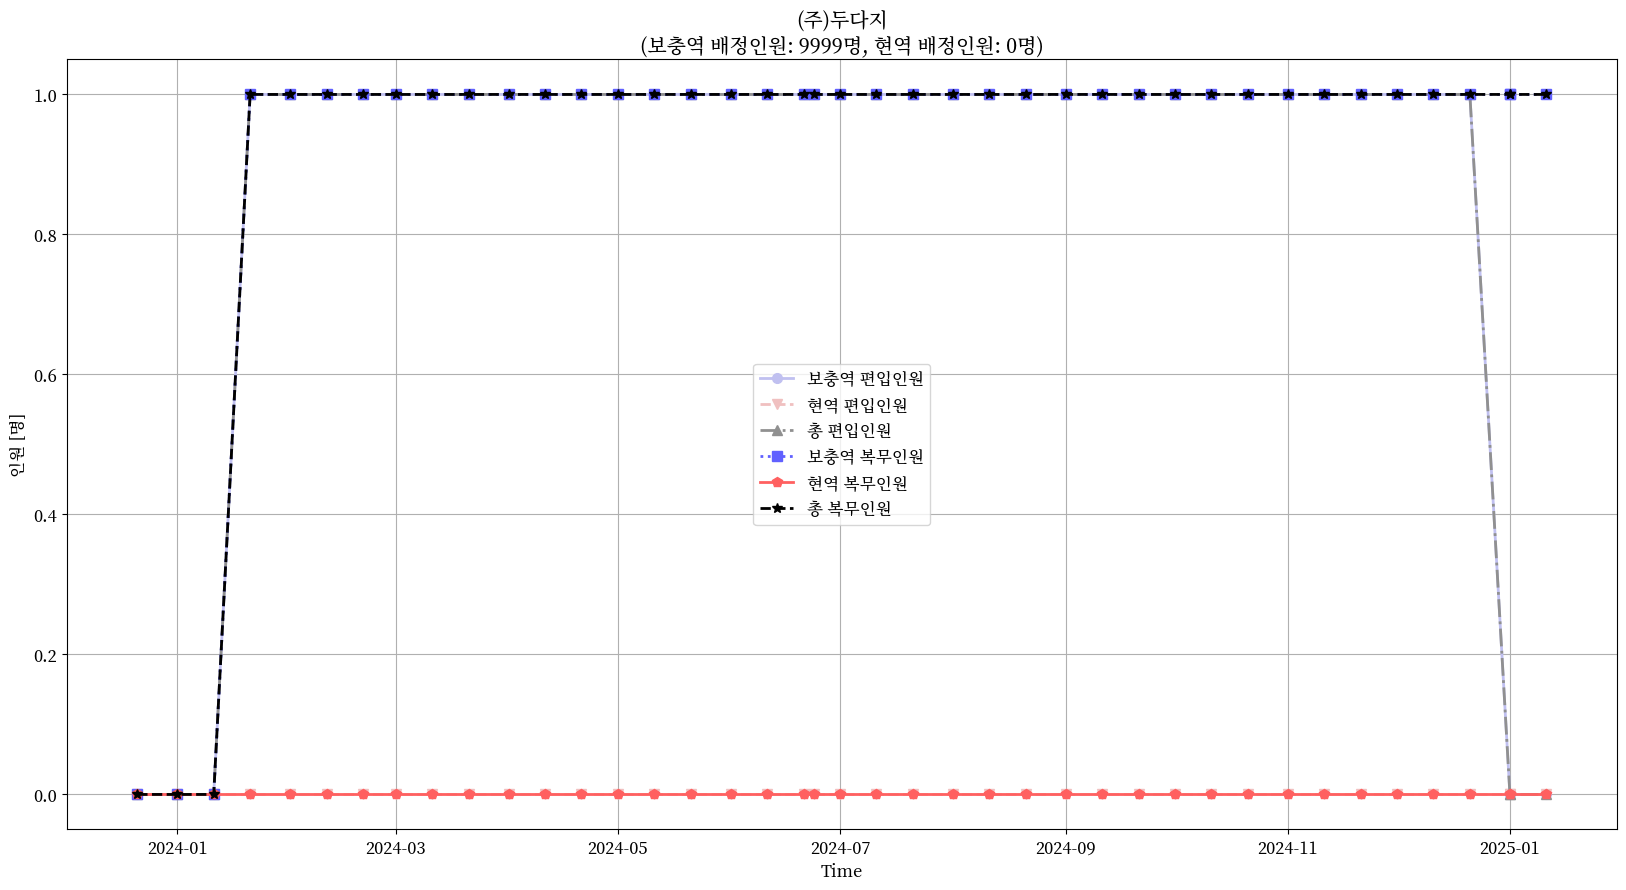 (주)두다지
(보충역 배정인원: 9999명, 현역 배정인원: 0명)
1.0
0.8
0.6
0.4
0.2
0.0
인원 [명]
보충역 편입인원
현역 편입인원
총 편입인원
보충역 복무인원
현역 복무인원
총 복무인원
2024-01
2024-03
2024-05
2024-07
2024-09
2024-11
2025-01
Time